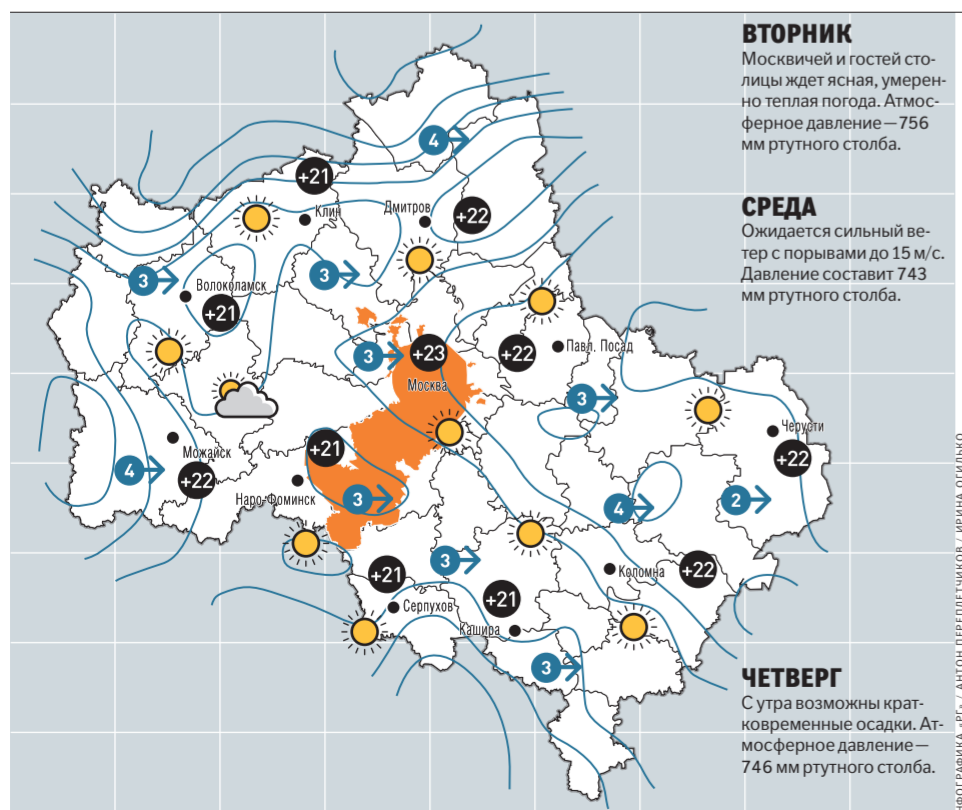 ВТОРНИК
Москвичей и гостей сто-
лицы ждет ясная, умерен-
но теплая погода. Атмос-
ферное давление — 756
мм ртутного столба.
СРЕДА
Ожидается сильный ве-
тер с порывами до 15 м/с.
Давление составит 743
мм ртутного столба.
ЧЕТВЕРГ
С утра возможны крат-
ковременные осадки. Ат-
мосферное давление —
746 мм ртутного столба.
4
+21
Клин
Дмитров
+22
3
Волоколамск
+21
3
3
+23
Москва
+22
Павл. Посад
3
Черусти
+22
Можайск
4
+22
+21
Наро-Фоминск
3
4
2
+21
3
Коломна
+22
Серпухов
+21
Кашира
3
ФОГРАФИКА «РГ» / АНТОН ПЕРЕПЛЕТЧИКОВ / ИРИНА ОГИЛЬКО